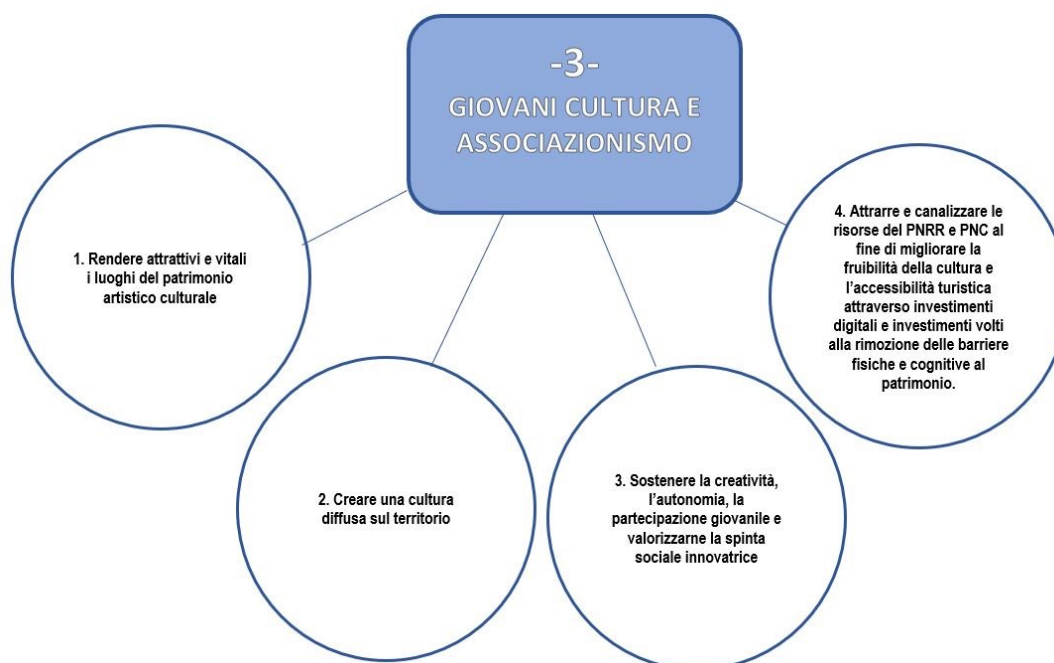 -3-
GIOVANI CULTURA E
ASSOCIAZIONISMO
1. Rendere attrattivi e vitali
i luoghi del patrimonio
artistico culturale
2. Creare una cultura
diffusa sul territorio
3. Sostenere la creatività,
l’autonomia, la
partecipazione giovanile e
valorizzarne la spinta
sociale innovatrice
4. Attrarre e canalizzare le
risorse del PNRR e PNC al
fine di migliorare la
fruibilità della cultura e
l’accessibilità turistica
attraverso investimenti
digitali e investimenti volti
alla rimozione delle barriere
fisiche e cognitive al
patrimonio.